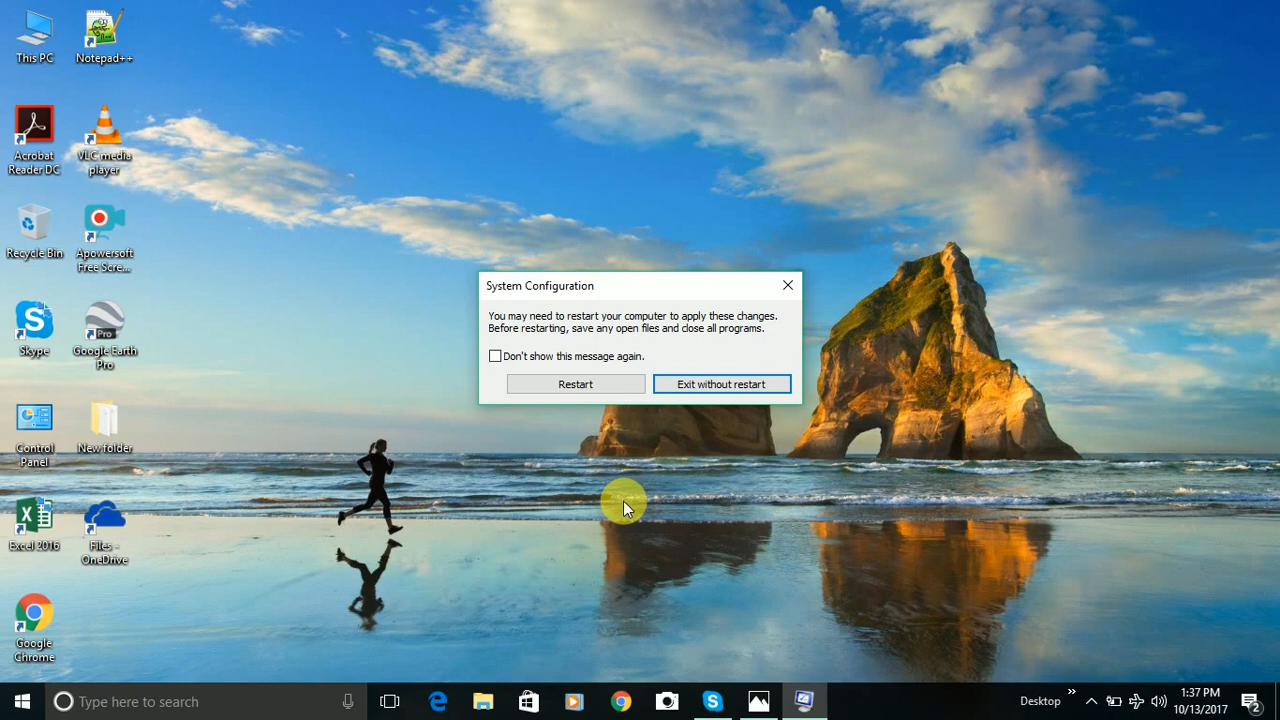 This PC
Notepad++
Acrobat
Reader DC
VLC media
player
Recycle Bin
Apowersoft
Free Scre...
Skype
Pro
Google Earth
Pro
Control
Panel
New folder
Excel 2016
Files -
OneDrive
Google
Chrome
System Configuration
You may need to restart your computer to apply these changes.
Before restarting, save any open files and close all programs.
Don't show this message again.
Restart
Exit without restart
Type here to search
Desktop
1:37 PM
10/13/2017
2